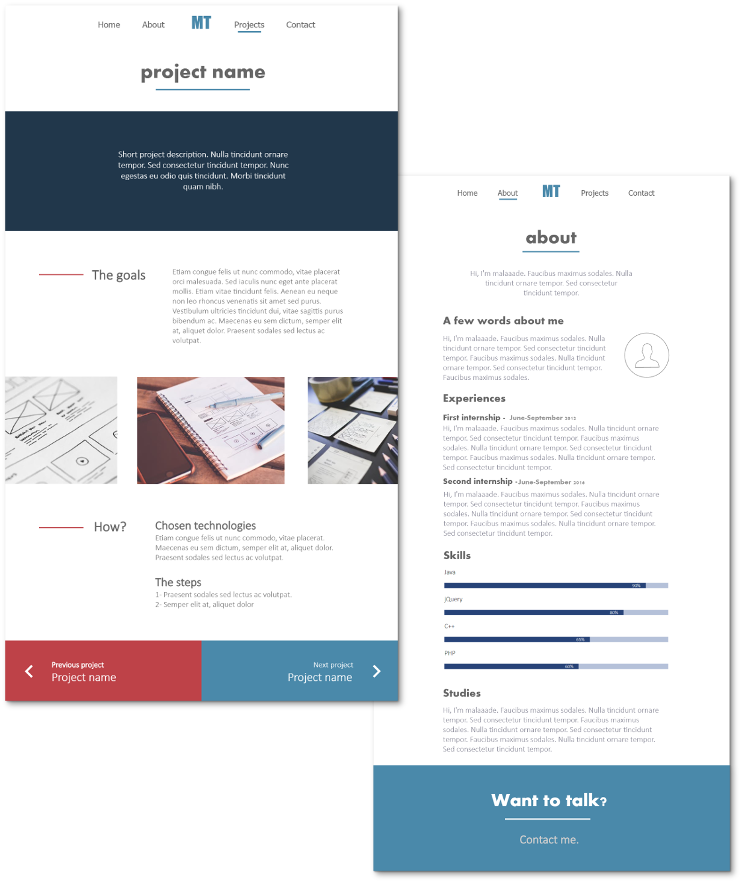 Home About MT Projects Contact
project name
Short project description. Nulla tincidunt ornare
tempor. Sed consectetur tincidunt tempor. Nunc
egestas eu odio quis tincidunt. Morbi tincidunt
quam nibh.
The goals
Etiam congue felis ut nunc commodo, vitae placerat
orci malesuada. Sed iaculis nunc eget ante placerat
mollis. Etiam vitae tincidunt felis. Aenean eu neque
non leo rhoncus venenatis sit amet sed purus.
Vestibulum ultricies tincidunt dui, vitae sagittis purus
bibendum ac. Maecenas eu sem dictum, semper elit
at, aliquet dolor. Praesent sodales sed lectus ac
volutpat.
How?
Chosen technologies
Etiam congue felis ut nunc commodo, vitae placerat.
Maecenas eu sem dictum, semper elit at, aliquet dolor.
Praesent sodales sed lectus ac volutpat.
The steps
1- Praesent sodales sed lectus ac volutpat.
2- Semper elit at, aliquet dolor
Previous project
Project name
Next project
Project name
Home About MT Projects Contact
about
Hi, I'm malaaade. Faucibus maximus sodales. Nulla
tincidunt ornare tempor. Sed consectetur
tincidunt tempor.
A few words about me
Hi, I'm malaaade. Faucibus maximus sodales. Nulla
tincidunt ornare tempor. Sed consectetur tincidunt
tempor. Faucibus maximus sodales. Nulla tincidunt
ornare tempor. Sed consectetur tincidunt tempor.
Faucibus maximus sodales.
Experiences
First internship - June-September 2015
Hi, I'm malaaade. Faucibus maximus sodales. Nulla tincidunt ornare
tempor. Sed consectetur tincidunt tempor. Faucibus maximus
sodales. Nulla tincidunt ornare tempor. Sed consectetur tincidunt
tempor. Faucibus maximus sodales. Nulla tincidunt ornare tempor.
Sed consectetur tincidunt tempor.
Second internship -June-September 2014
Hi, I'm malaaade. Faucibus maximus sodales. Nulla tincidunt ornare
tempor. Sed consectetur tincidunt tempor. Faucibus maximus
sodales. Nulla tincidunt ornare tempor. Sed consectetur tincidunt
tempor. Faucibus maximus sodales. Nulla tincidunt ornare tempor.
Sed consectetur tincidunt tempor.
Skills
Java
90%
jQuery
80%
C++
65%
PHP
60%
Studies
Hi, I'm malaaade. Faucibus maximus sodales. Nulla tincidunt ornare
tempor. Sed consectetur tincidunt tempor. Faucibus maximus
sodales. Nulla tincidunt ornare tempor. Sed consectetur tincidunt
tempor. Faucibus maximus sodales. Nulla tincidunt ornare tempor.
Sed consectetur tincidunt tempor.
Want to talk?
Contact me.